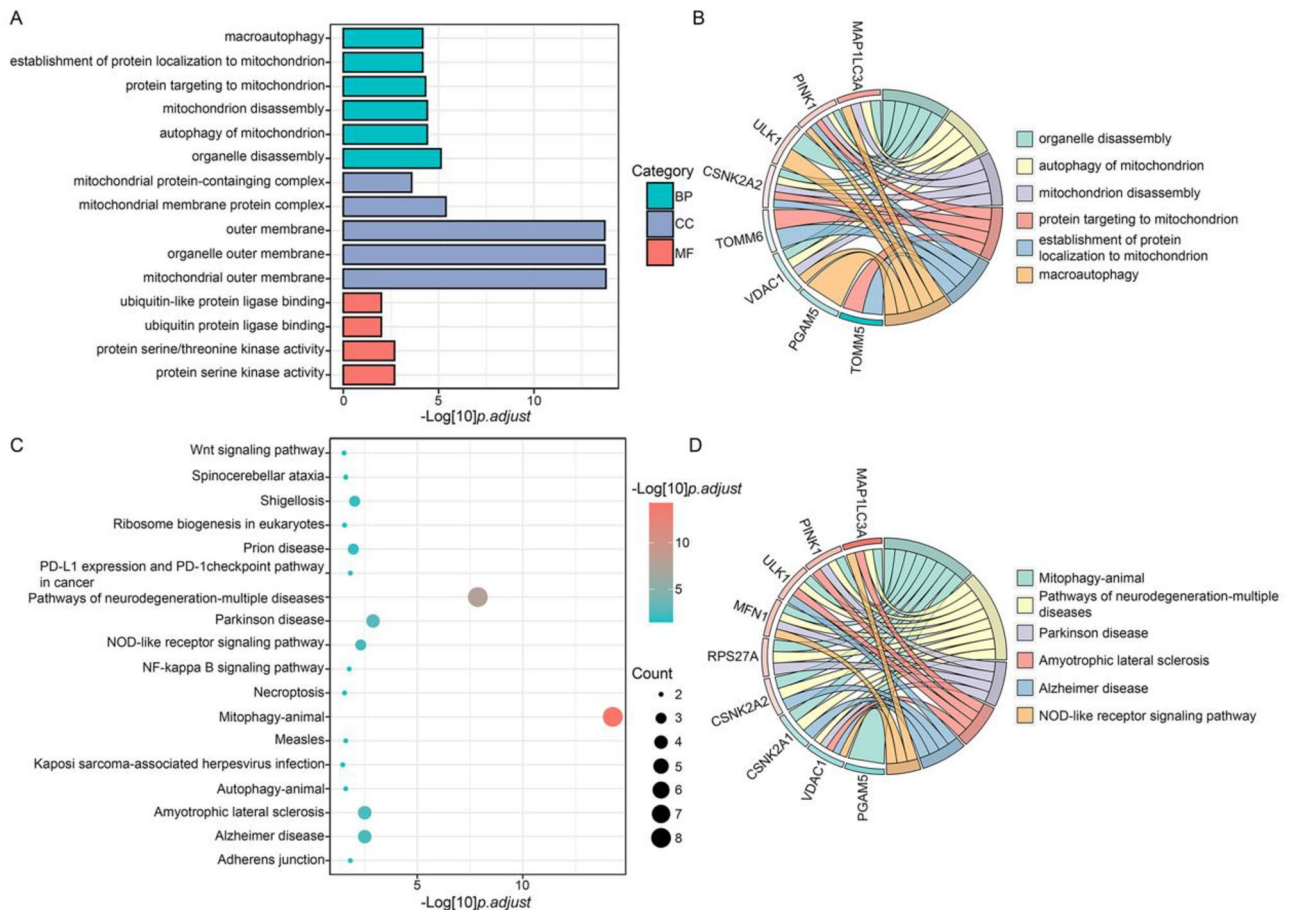 A
macroautophagy
establishment of protein localization to mitochondrion
protein targeting to mitochondrion
mitochondrion disassembly
autophagy of mitochondrion
organelle disassembly
mitochondrial protein-containging complex
mitochondrial membrane protein complex
outer membrane
organelle outer membrane
mitochondrial outer membrane
ubiquitin-like protein ligase binding
ubiquitin protein ligase binding
protein serine/threonine kinase activity
protein serine kinase activity
0
5
10
-Log[10]p.adjust
Category
BP
CC
MF
B
MAP1LC3A
PINK1
ULK1
CSNK2A2
TOMM6
VDAC1
PGAM5
TOMM5
organelle disassembly
autophagy of mitochondrion
mitochondrion disassembly
protein targeting to mitochondrion
establishment of protein
localization to mitochondrion
macroautophagy
C
Wnt signaling pathway
Spinocerebellar ataxia
Shigellosis
Ribosome biogenesis in eukaryotes
Prion disease
PD-L1 expression and PD-1checkpoint pathway
in cancer
Pathways of neurodegeneration-multiple diseases
Parkinson disease
NOD-like receptor signaling pathway
NF-kappa B signaling pathway
Necroptosis
Mitophagy-animal
Measles
Kaposi sarcoma-associated herpesvirus infection
Autophagy-animal
Amyotrophic lateral sclerosis
Alzheimer disease
Adherens junction
5
10
-Log[10]p.adjust
-Log[10]p.adjust
10
5
Count
2
3
4
5
6
7
8
D
MAP1LC3A
PINK1
ULK1
MFN1
RPS27A
CSNK2A2
CSNK2A1
VDAC1
PGAM5
Mitophagy-animal
Pathways of neurodegeneration-multiple
diseases
Parkinson disease
Amyotrophic lateral sclerosis
Alzheimer disease
NOD-like receptor signaling pathway